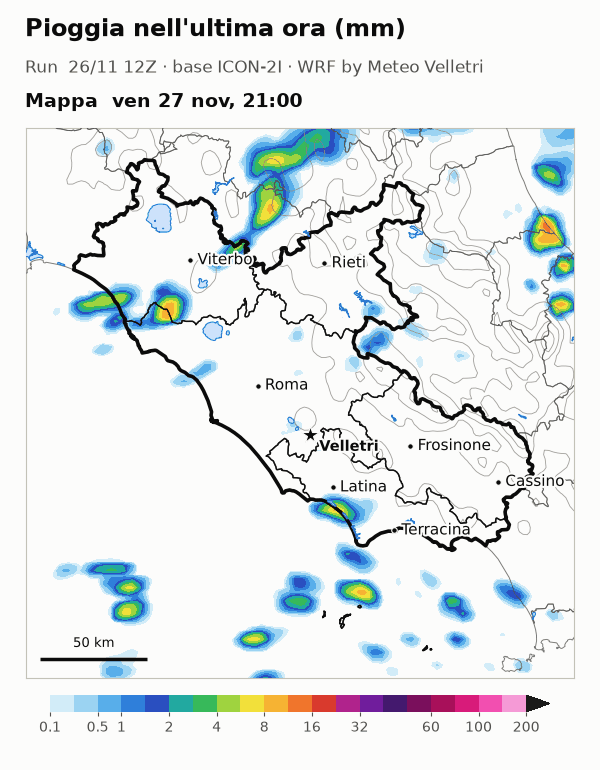 Pioggia nell'ultima ora (mm)
Run  26/11 12Z · base ICON-2I · WRF by Meteo Velletri
Mappa  ven 27 nov, 21:00
Viterbo
Rieti
Roma
Velletri
Frosinone
Cassino
Latina
Terracina
50 km
0.1 0.5 1 2 4 8 16 32 60 100 200